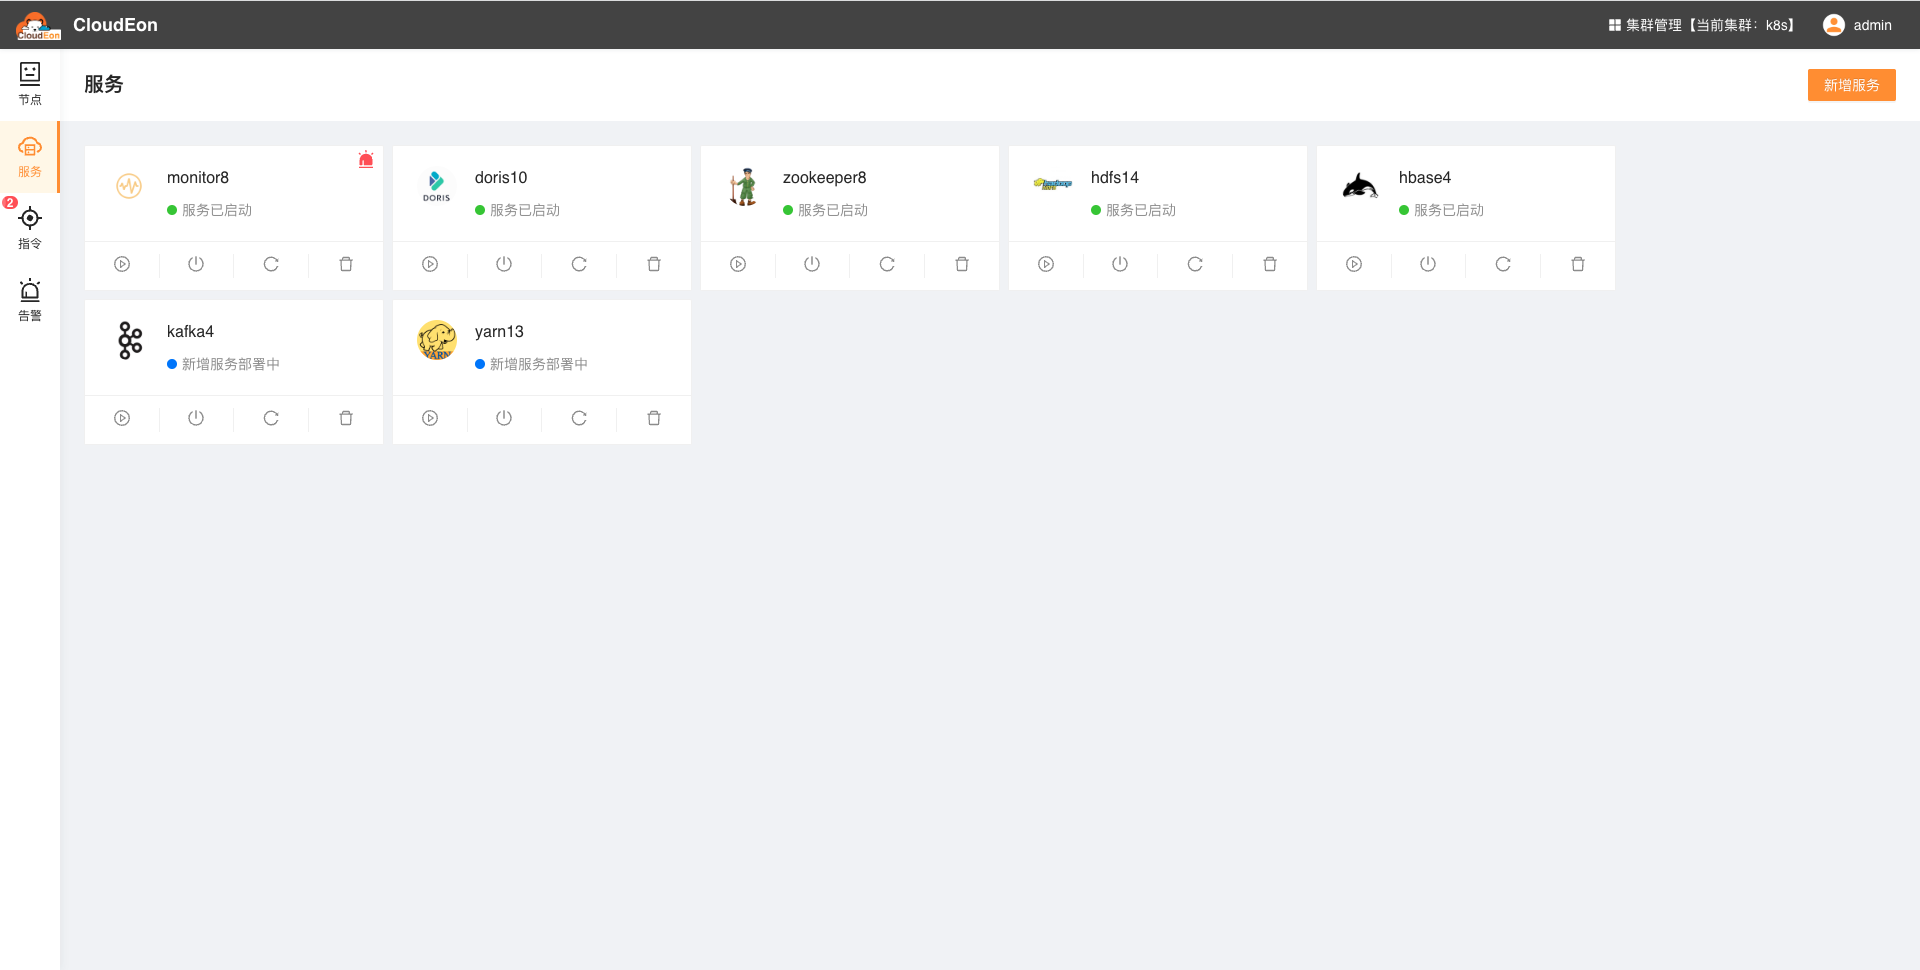 CloudEon
CloudEon
集群管理【当前集群：k8s】
admin
节点
服务
2
指令
告警
服务
新增服务
monitor8
服务已启动
DORIS
doris10
服务已启动
zookeeper8
服务已启动
hadoop
hdfs14
服务已启动
hbase4
服务已启动
kafka4
新增服务部署中
YARN
yarn13
新增服务部署中